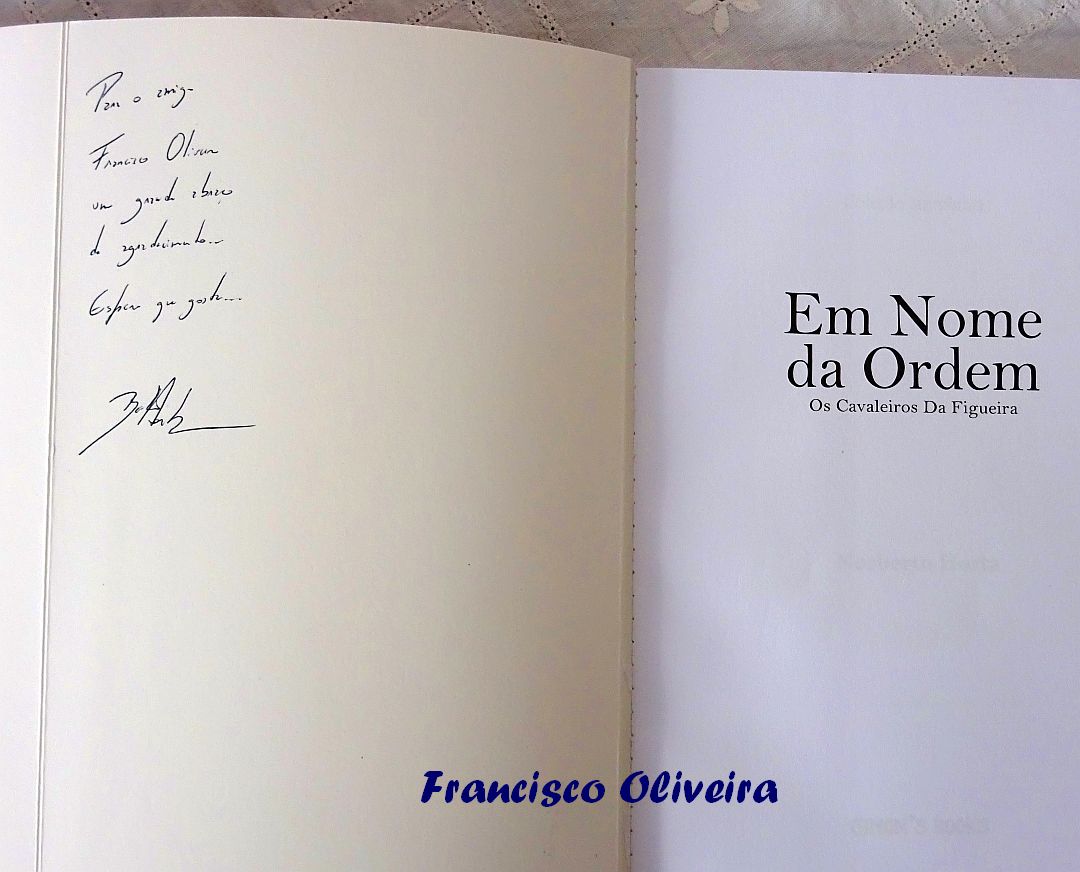 Para o amigo
Francisco Oliveira
um grande abraço
de agradecimento...
Espero que goste...
Em Nome
da Ordem
Os Cavaleiros Da Figueira
Norberto
Francisco Oliveira